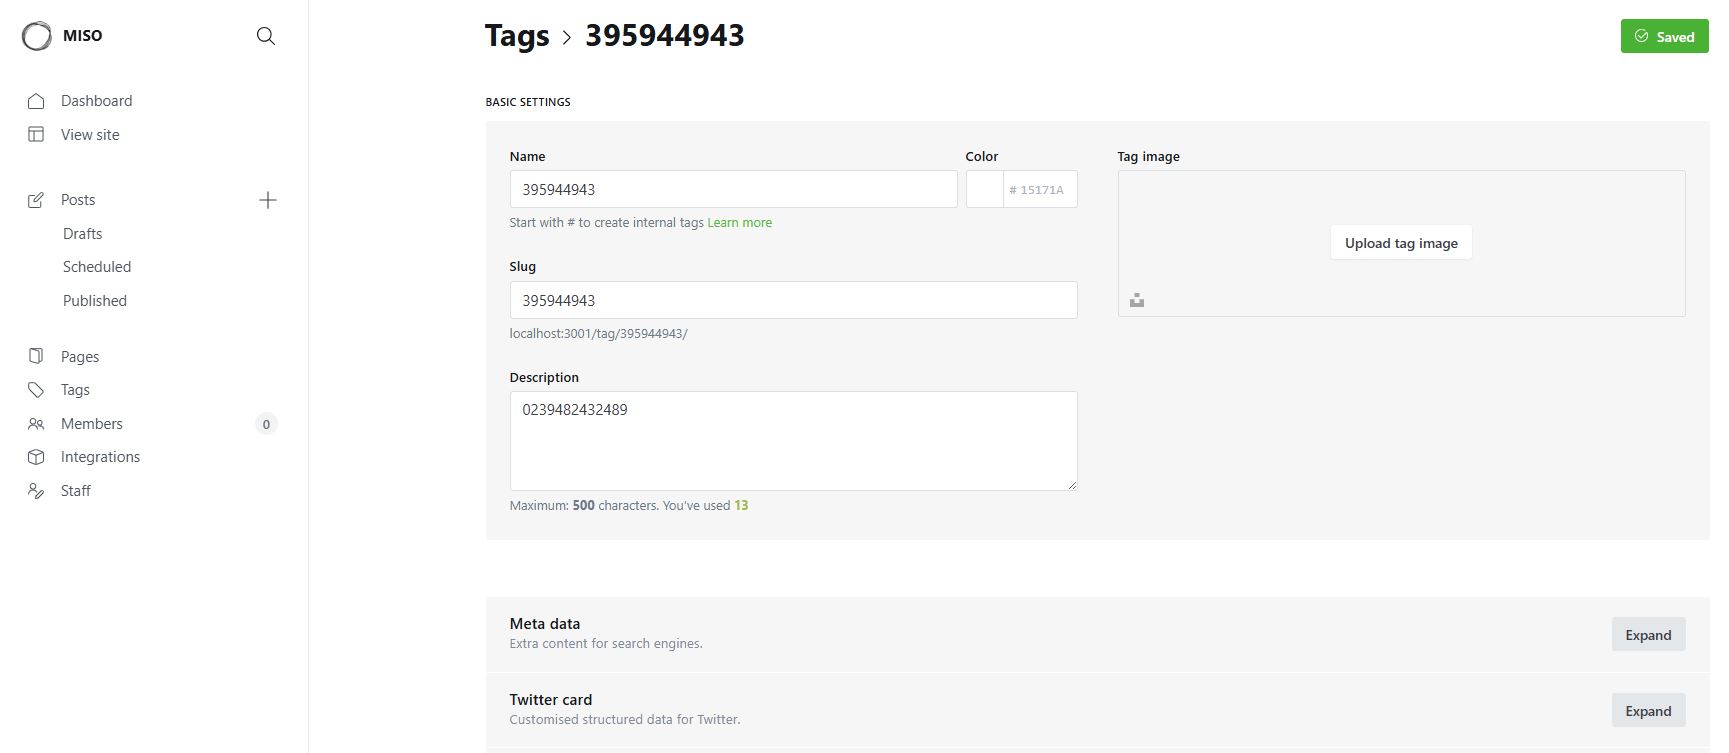 MISO
Dashboard
View site
Posts
Drafts
Scheduled
Published
Pages
Tags
Members 0
Integrations
Staff
Tags > 395944943
Saved
BASIC SETTINGS
Name
395944943
Start with # to create internal tags Learn more
Color
# 15171A
Slug
395944943
localhost:3001/tag/395944943/
Description
0239482432489
Maximum: 500 characters. You've used 13
Tag image
Upload tag image
Meta data
Extra content for search engines.
Expand
Twitter card
Customised structured data for Twitter.
Expand